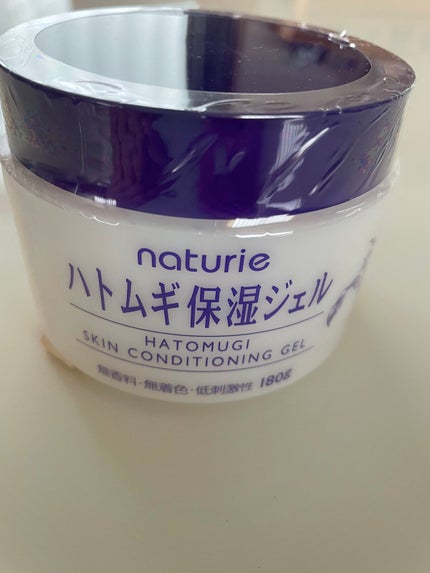 naturie
ハトムギ保湿ジェル
HATOMUGI
SKIN CONDITIONING GEL
無香料·無着色·低刺激性 180g